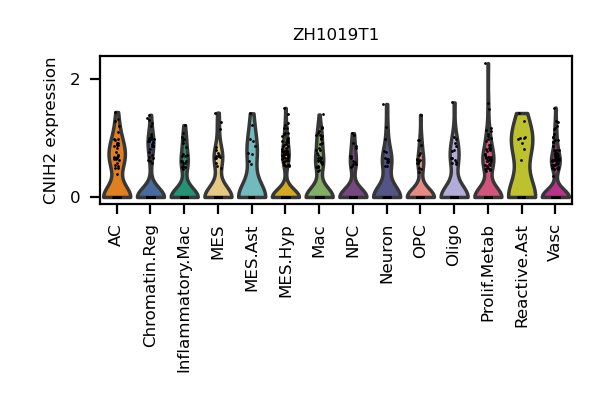 ZH1019T1
CNIH2 expression
2
0
AC
Chromatin.Reg
Inflammatory.Mac
MES
MES.Ast
MES.Hyp
Mac
NPC
Neuron
OPC
Oligo
Prolif.Metab
Reactive.Ast
Vasc